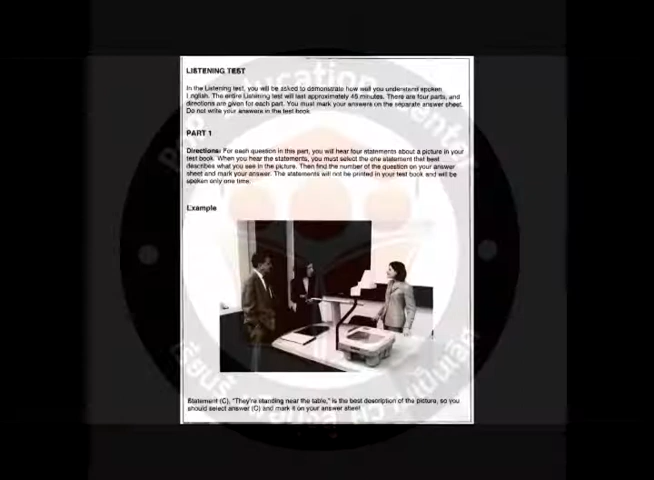 LISTENING TEST
In the Listening test, you will be asked to demonstrate how well you understand spoken
English. The entire Listening test will last approximately 45 minutes. There are four parts, and
directions are given for each part. You must mark your answers on the separate answer sheet.
Do not write your answers in the test book.
PART 1
Directions: For each question in this part, you will hear four statements about a picture in your
test book. When you hear the statements, you must select the one statement that best
describes what you see in the picture. Then find the number of the question on your answer
sheet and mark your answer. The statements will not be printed in your test book and will be
spoken only one time.
Example
Statement (C), "They're standing near the table," is the best description of the picture, so you
should select answer (C) and mark it on your answer sheet.